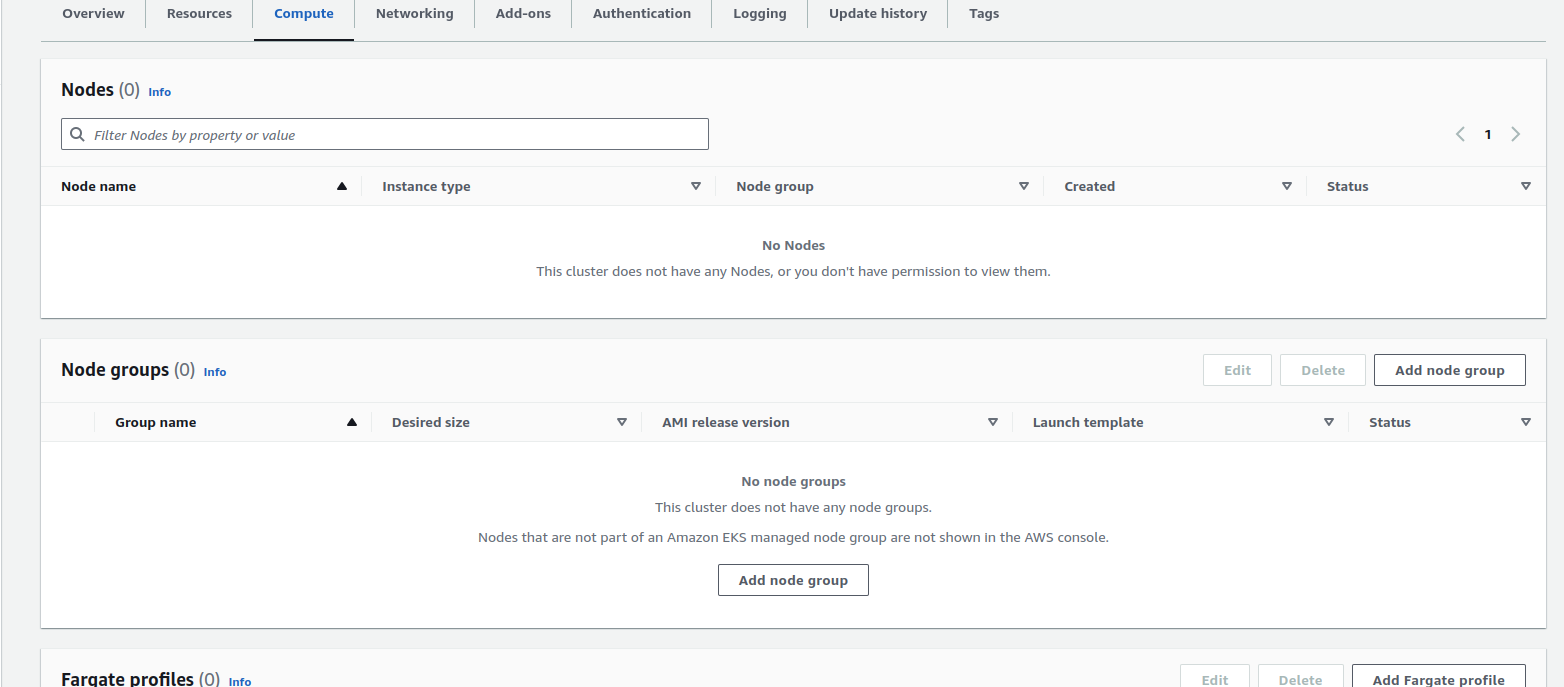 Overview Resources Compute Networking Add-ons Authentication Logging Update history Tags
Nodes (0) Info
Filter Nodes by property or value
1
Node name Instance type Node group Created Status
No Nodes
This cluster does not have any Nodes, or you don't have permission to view them.
Node groups (0) Info
Edit Delete Add node group
Group name Desired size AMI release version Launch template Status
No node groups
This cluster does not have any node groups.
Nodes that are not part of an Amazon EKS managed node group are not shown in the AWS console.
Add node group
Fargate profiles (0) Info
Edit Delete Add Fargate profile